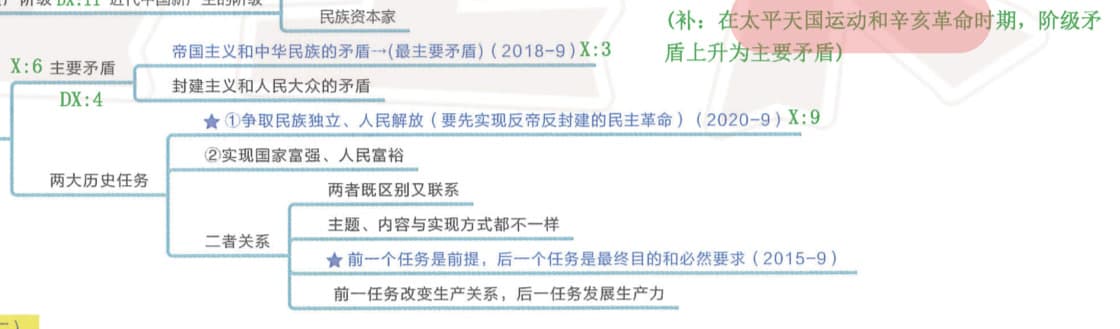 阶级 DX:11 近代中国新产生的阶级
民族资本家
(补：在太平天国运动和辛亥革命时期，阶级矛
盾上升为主要矛盾)
帝国主义和中华民族的矛盾→(最主要矛盾)（2018-9）X:3
X:6 主要矛盾
封建主义和人民大众的矛盾
DX:4
★ ①争取民族独立、人民解放（要先实现反帝反封建的民主革命）（2020-9）X:9
②实现国家富强、人民富裕
两大历史任务
两者既区别又联系
主题、内容与实现方式都不一样
二者关系
★ 前一个任务是前提，后一个任务是最终目的和必然要求（2015-9）
前一任务改变生产关系，后一任务发展生产力